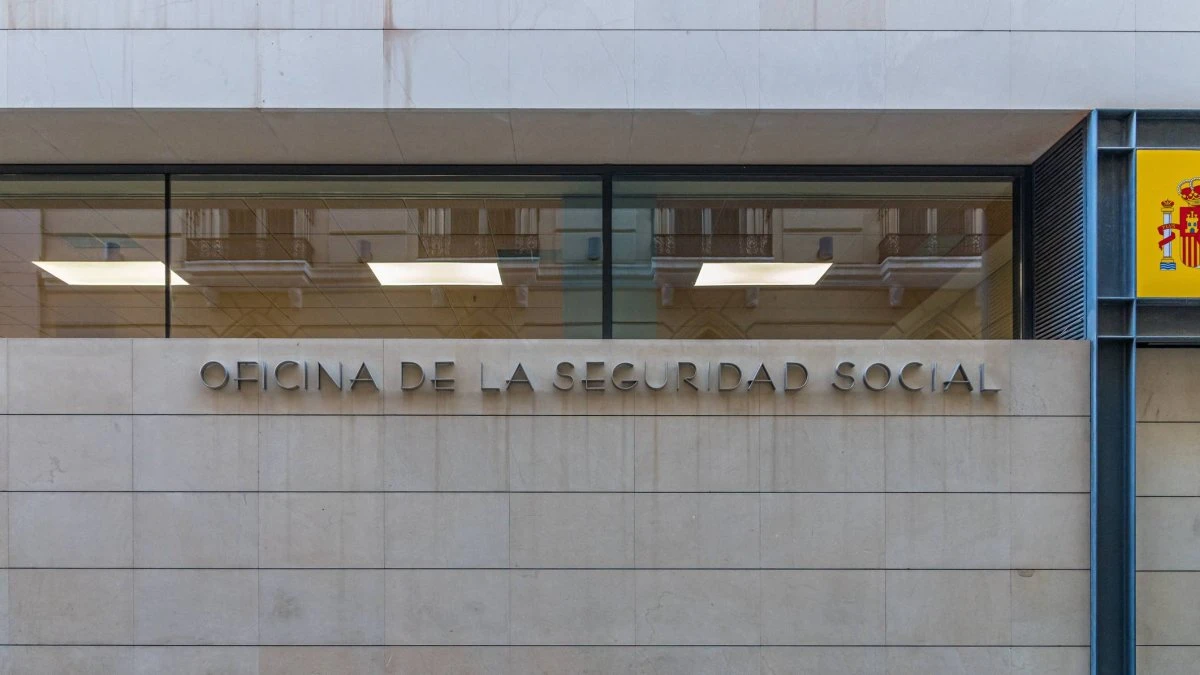 OFICINA DE LA SEGURIDAD SOCIAL